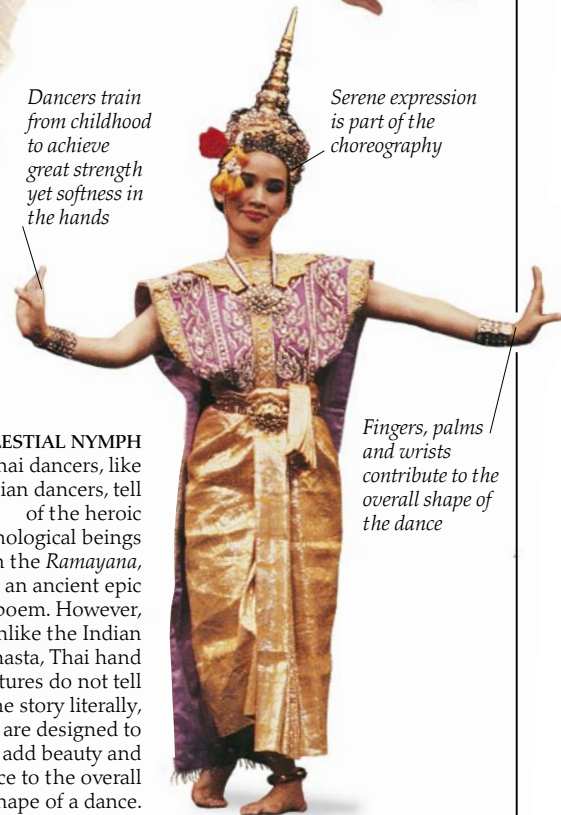 Dancers train
from childhood
to achieve
great strength
yet softness in
the hands
Serene expression
is part of the
choreography
Fingers, palms
and wrists
contribute to the
overall shape of
the dance
LESTIAL NYMPH
hai dancers, like
ian dancers, tell
of the heroic
hological beings
the Ramayana,
an ancient epic
poem. However,
nlike the Indian
hasta, Thai hand
tures do not tell
story literally,
are designed to
add beauty and
ce to the overall
hape of a dance.